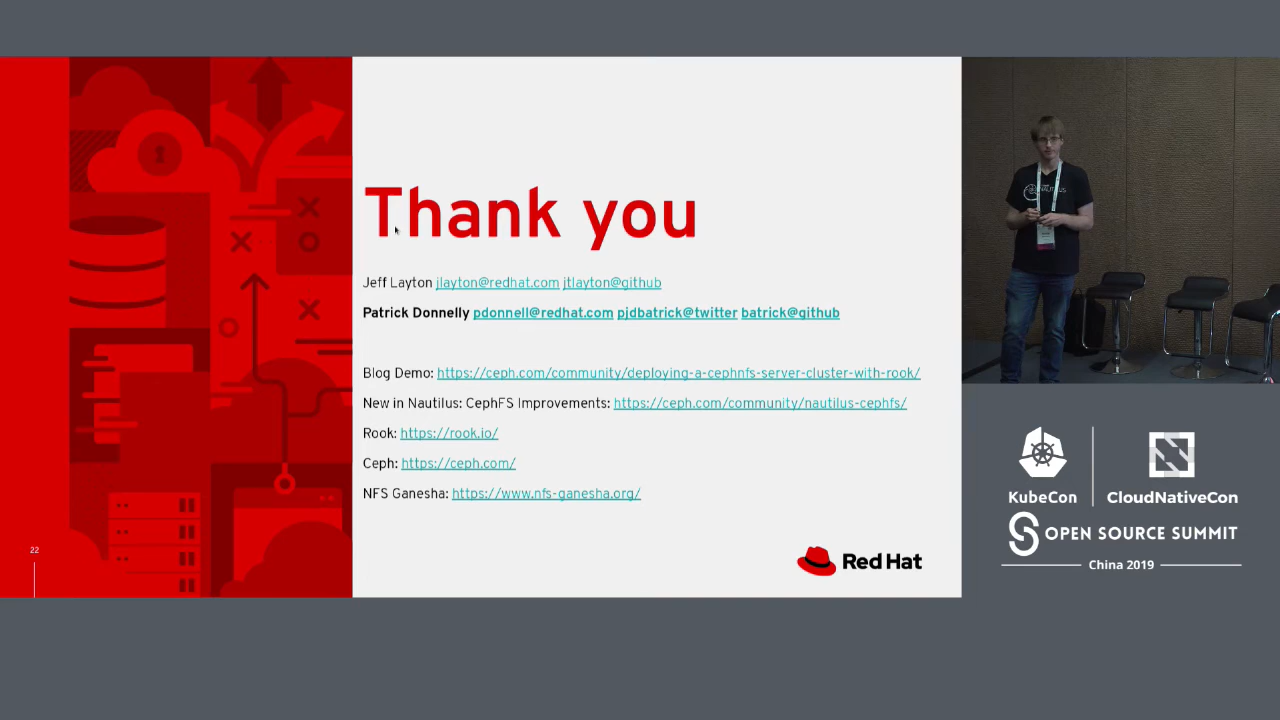 Thank you
Jeff Layton jlayton@redhat.com jtlayton@github
Patrick Donnelly pdonnell@redhat.com pjdbatrick@twitter batrick@github
Blog Demo: https://ceph.com/community/deploying-a-cephnfs-server-cluster-with-rook/
New in Nautilus: CephFS Improvements: https://ceph.com/community/nautilus-cephfs/
Rook: https://rook.io/
Ceph: https://ceph.com/
NFS Ganesha: https://www.nfs-ganesha.org/
22
Red Hat
KubeCon
CloudNativeCon
OPEN SOURCE SUMMIT
China 2019